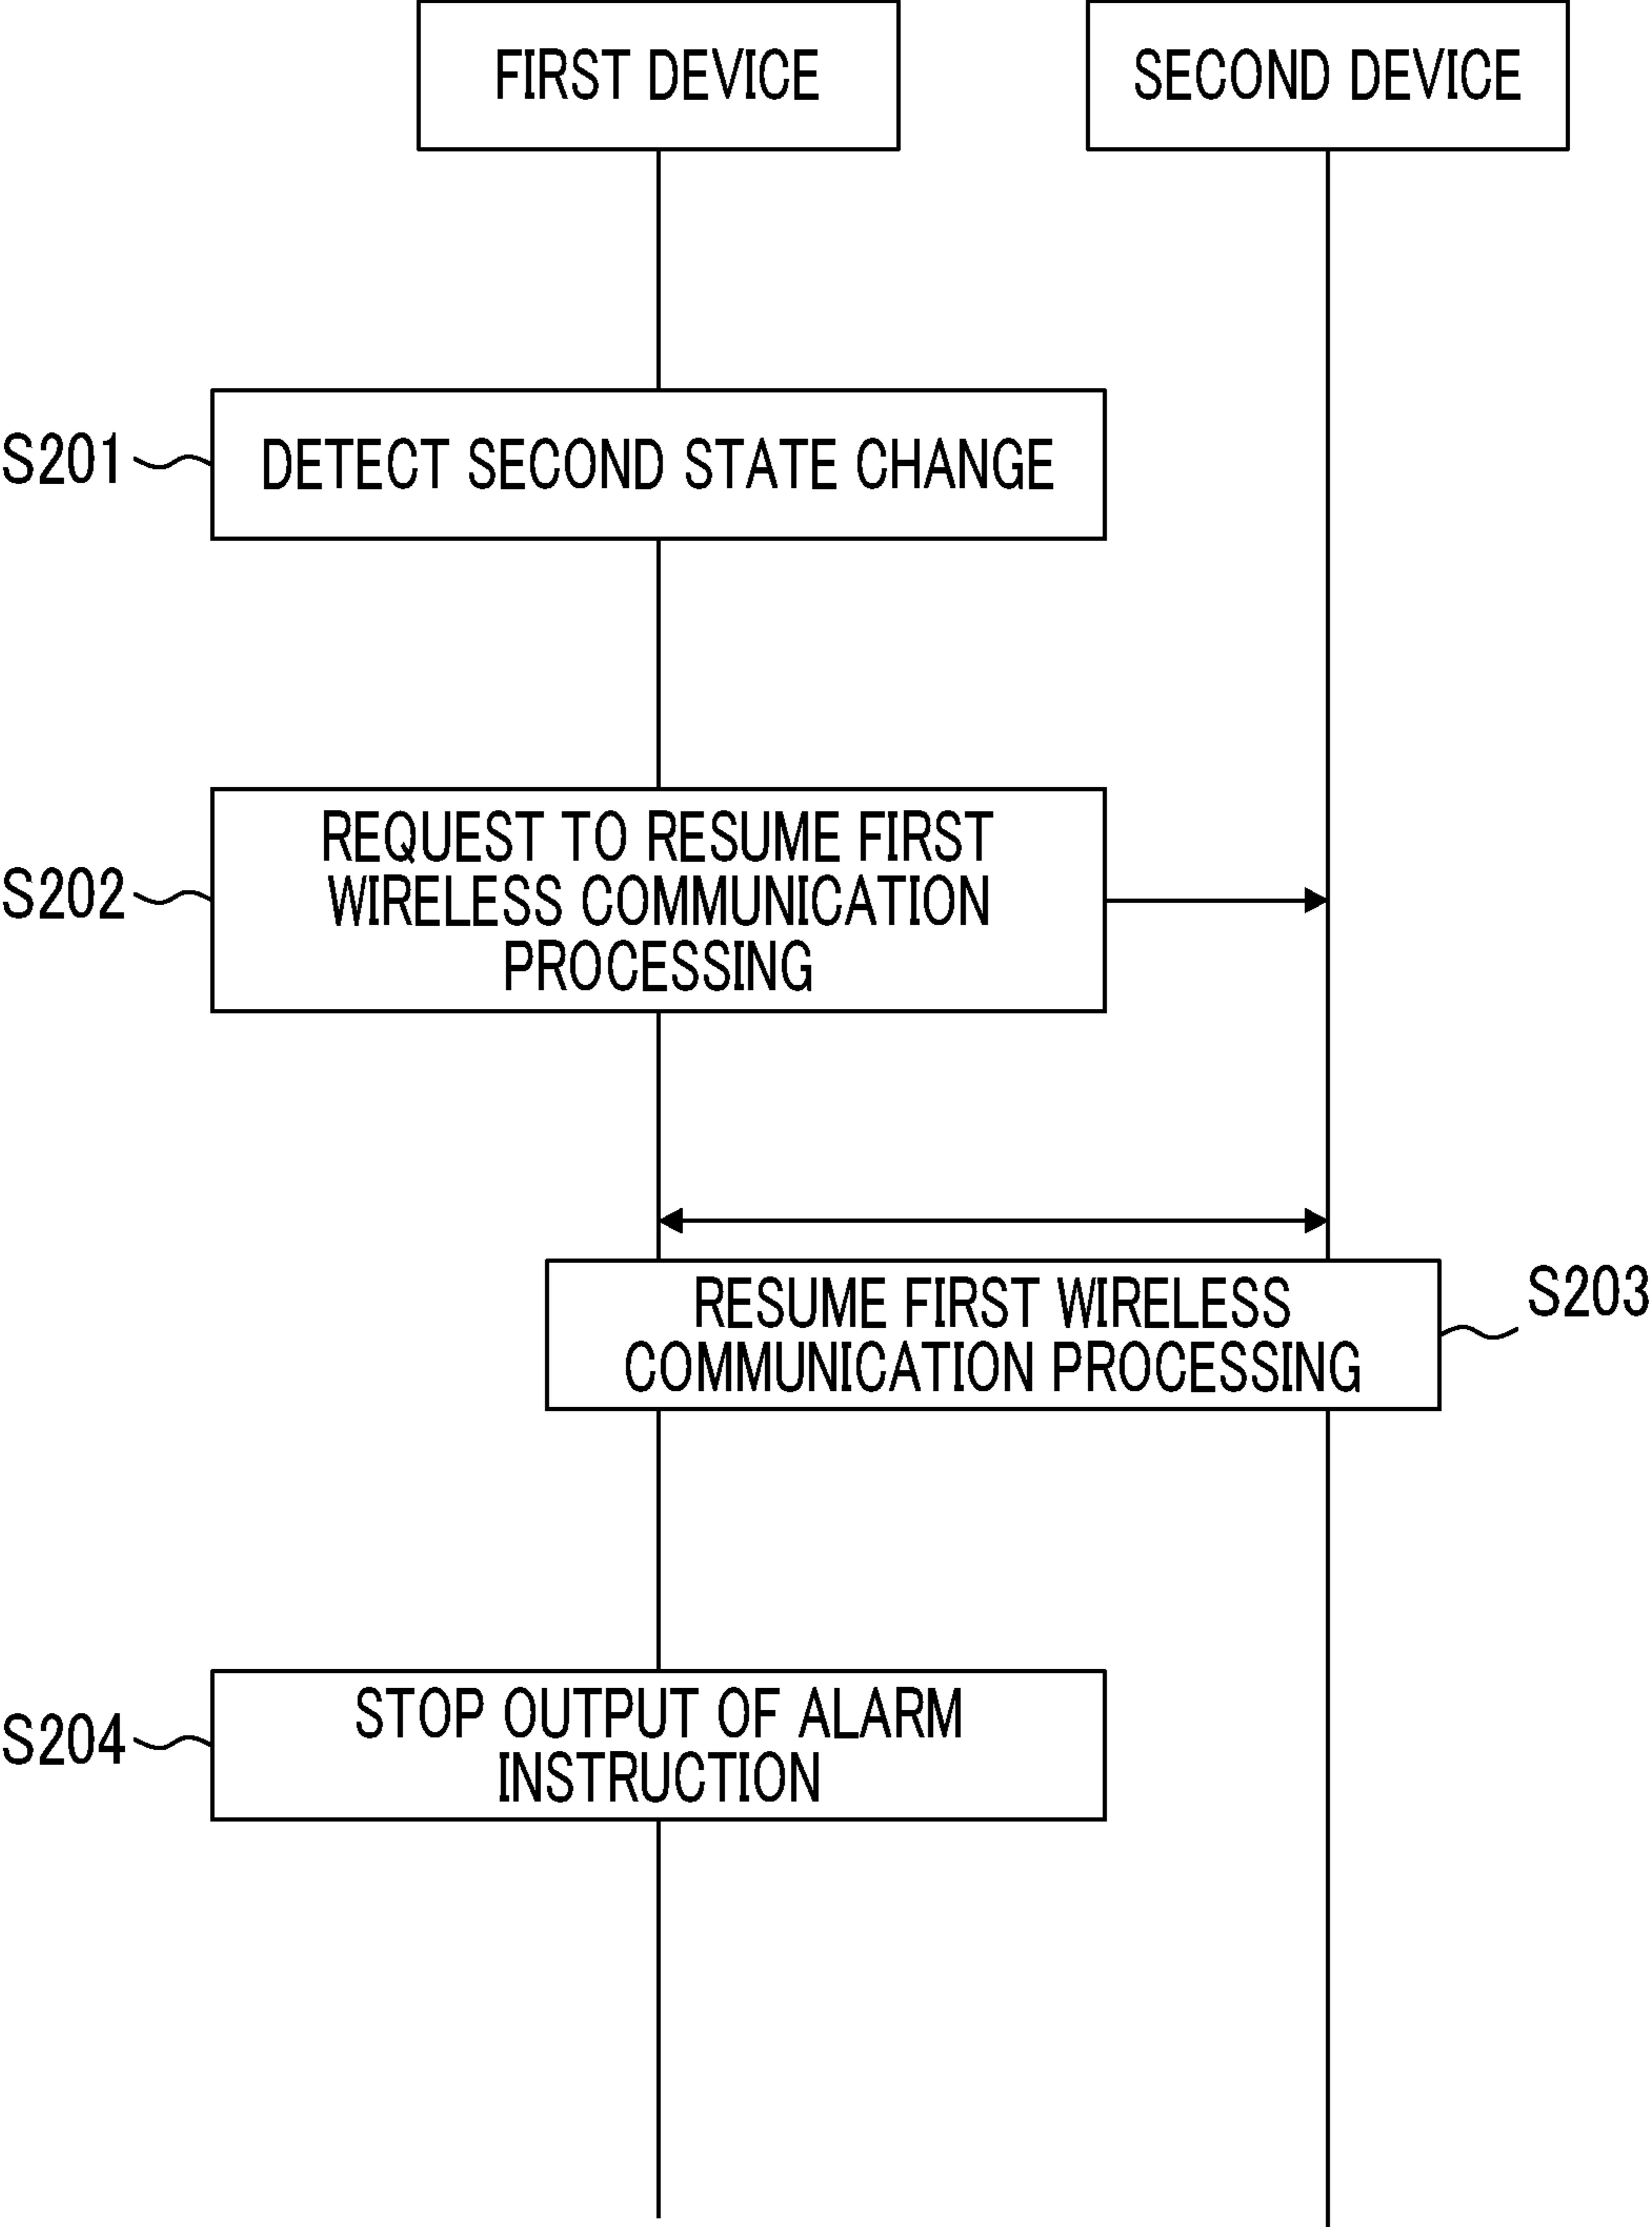 FIRST DEVICE
SECOND DEVICE
S201
DETECT SECOND STATE CHANGE
S202
REQUEST TO RESUME FIRST
WIRELESS COMMUNICATION
PROCESSING
RESUME FIRST WIRELESS
COMMUNICATION PROCESSING
S203
S204
STOP OUTPUT OF ALARM
INSTRUCTION